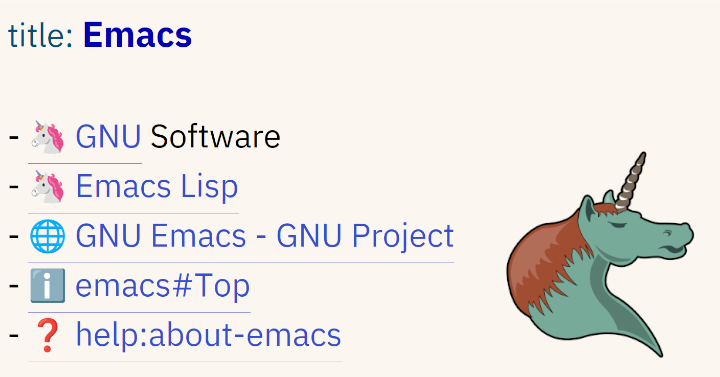 title: Emacs
- 🦄 GNU Software
- 🦄 Emacs Lisp
- 🌐 GNU Emacs - GNU Project
- ℹ️ emacs#Top
- ❓ help:about-emacs